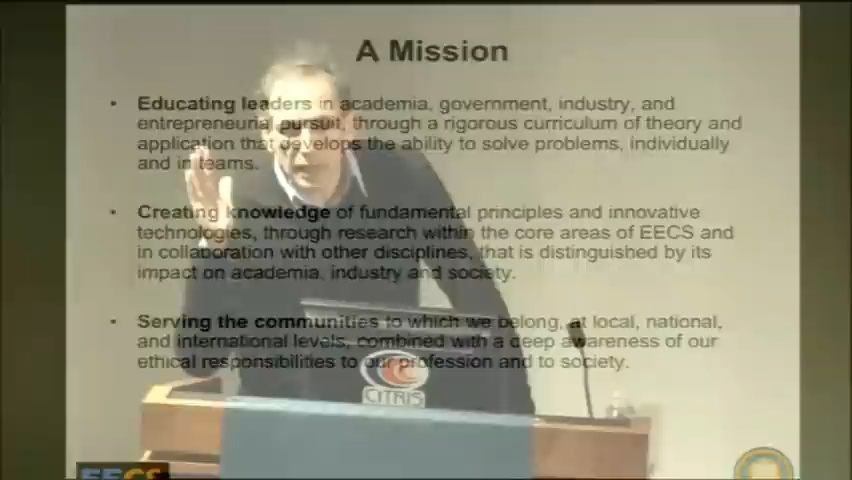 A Mission
• Educating leaders in academia, government, industry, and
entrepreneurial pursuit, through a rigorous curriculum of theory and
application that develops the ability to solve problems, individually
and in teams.
• Creating knowledge of fundamental principles and innovative
technologies, through research within the core areas of EECS and
in collaboration with other disciplines, that is distinguished by its
impact on academia, industry and society.
• Serving the communities to which we belong, at local, national,
and international levels, combined with a deep awareness of our
ethical responsibilities to our profession and to society.
CITRIS
EECS